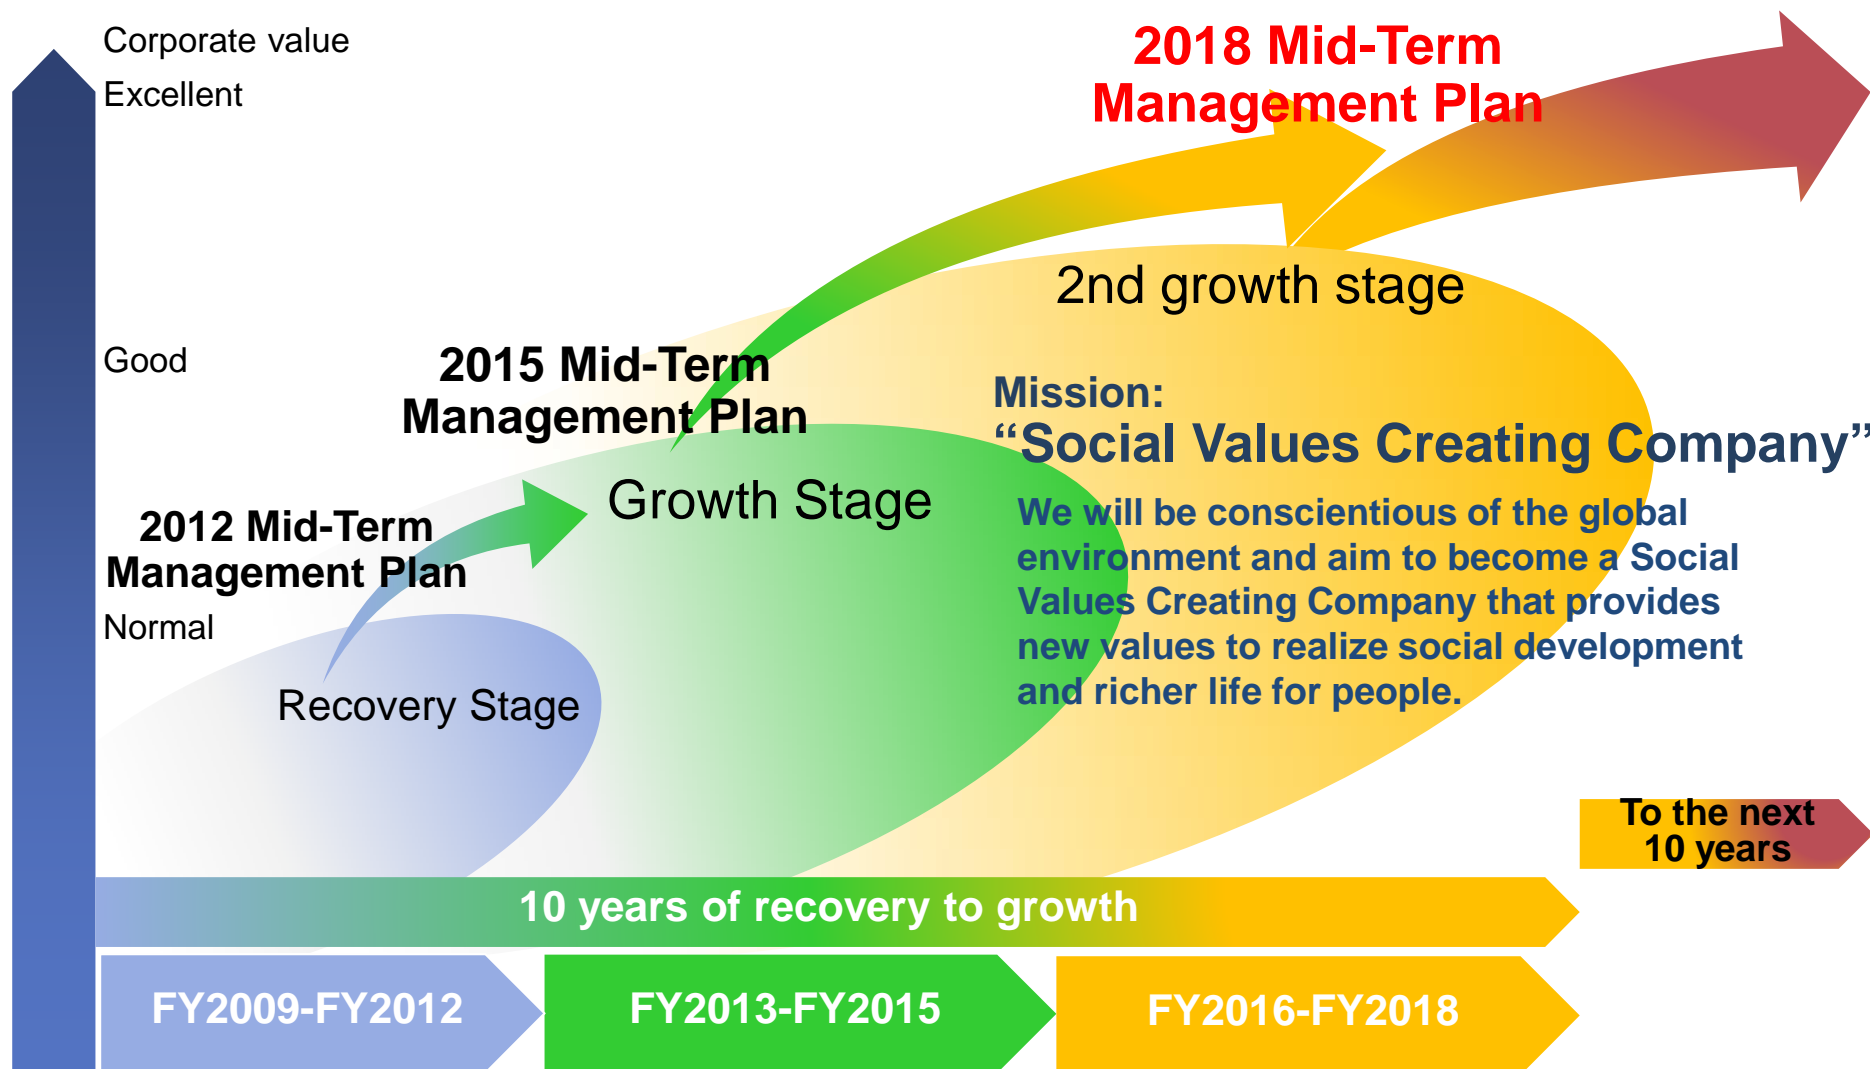 Corporate value
Excellent
2018 Mid-Term
Management Plan
2nd growth stage
Good
2015 Mid-Term
Management Plan
Mission:
“Social Values Creating Company”
Growth Stage
We will be conscientious of the global
environment and aim to become a Social
Values Creating Company that provides
new values to realize social development
and richer life for people.
2012 Mid-Term
Management Plan
Normal
Recovery Stage
To the next
10 years
10 years of recovery to growth
FY2009-FY2012
FY2013-FY2015
FY2016-FY2018